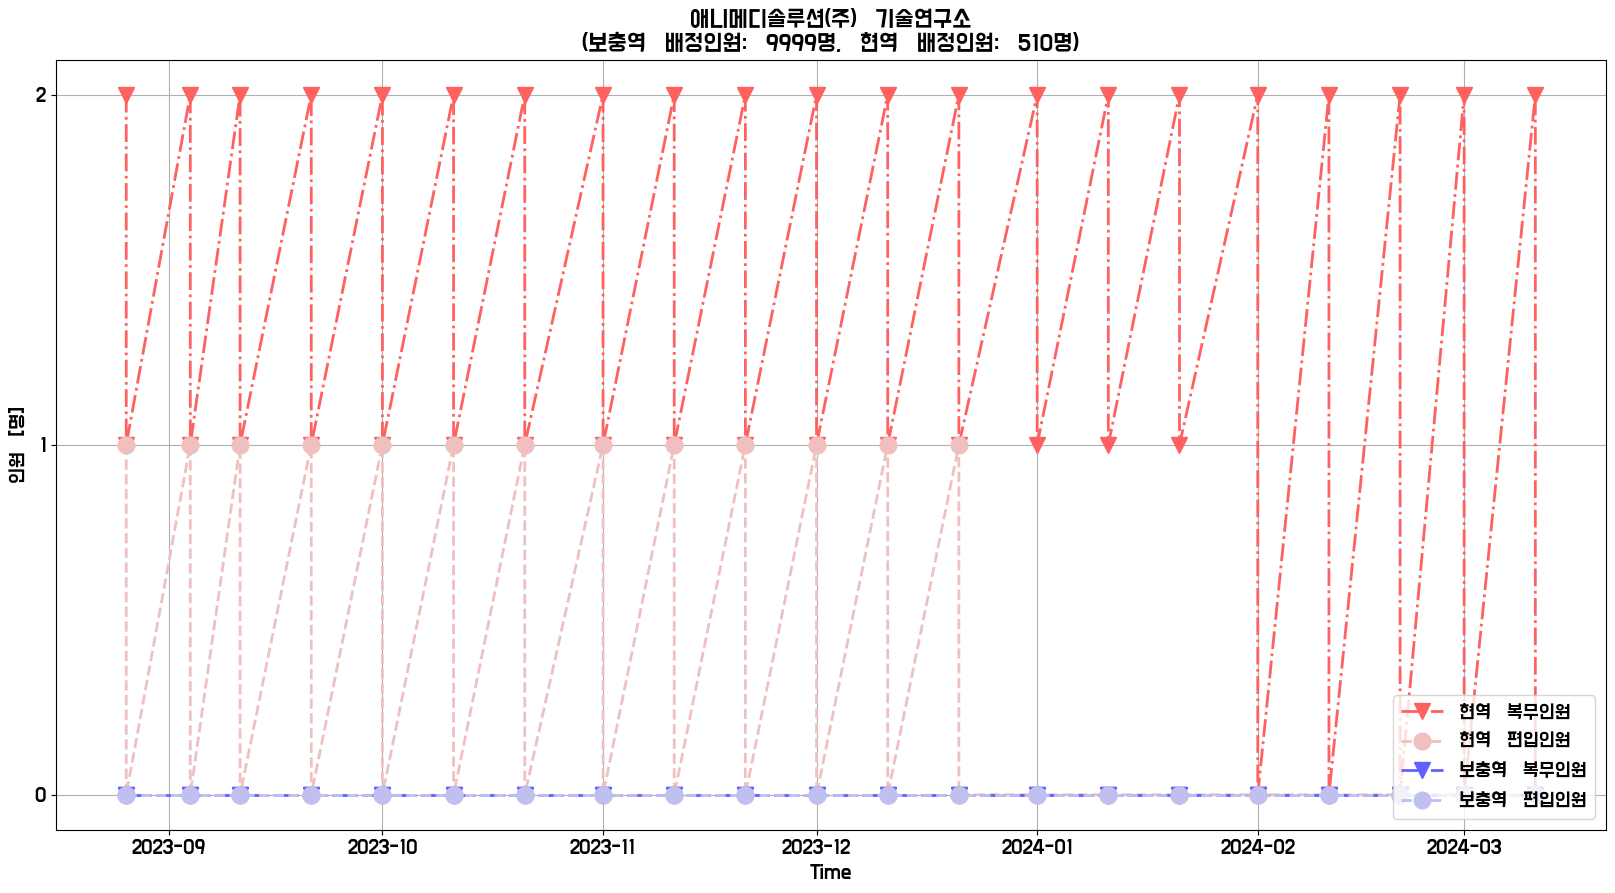 애니메디솔루션(주) 기술연구소
(보충역 배정인원: 9999명, 현역 배정인원: 510명)
2
1
0
인원 [명]
2023-09 2023-10 2023-11 2023-12 2024-01 2024-02 2024-03
Time
현역 복무인원
현역 편입인원
보충역 복무인원
보충역 편입인원